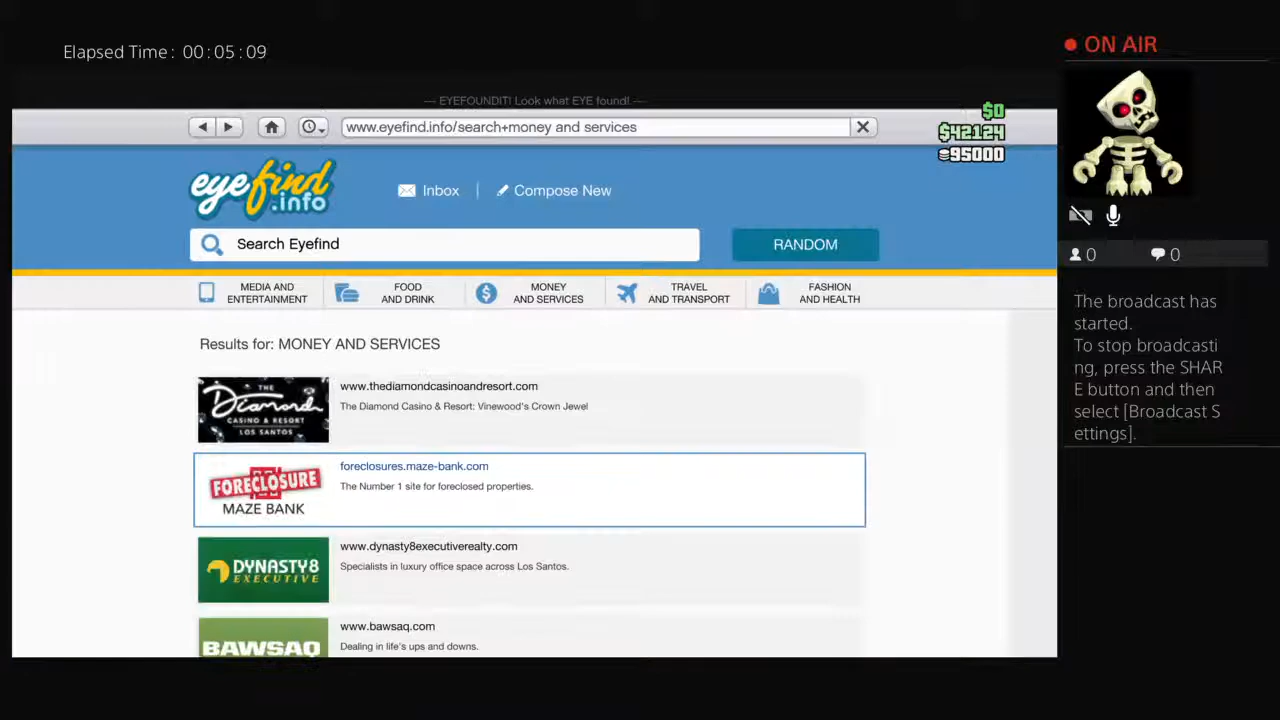 Elapsed Time: 00:05:09
ON AIR
--- EYEFOUNDIT! Look what EYE found! ---
www.eyefind.info/search+money and services
$0
$42124
95000
eyefind
.info
Inbox
Compose New
Search Eyefind
RANDOM
MEDIA AND
ENTERTAINMENT
FOOD
AND DRINK
MONEY
AND SERVICES
TRAVEL
AND TRANSPORT
FASHION
AND HEALTH
Results for: MONEY AND SERVICES
THE
Diamond
CASINO & RESORT
LOS SANTOS
www.thediamondcasinoandresort.com
The Diamond Casino & Resort: Vinewood's Crown Jewel
FORECLOSURE
MAZE BANK
foreclosures.maze-bank.com
The Number 1 site for foreclosed properties.
DYNASTY8
EXECUTIVE
www.dynasty8executiverealty.com
Specialists in luxury office space across Los Santos.
BAWSAQ
www.bawsaq.com
Dealing in life's ups and downs.
0
0
The broadcast has
started.
To stop broadcasti
ng, press the SHAR
E button and then
select [Broadcast S
ettings].